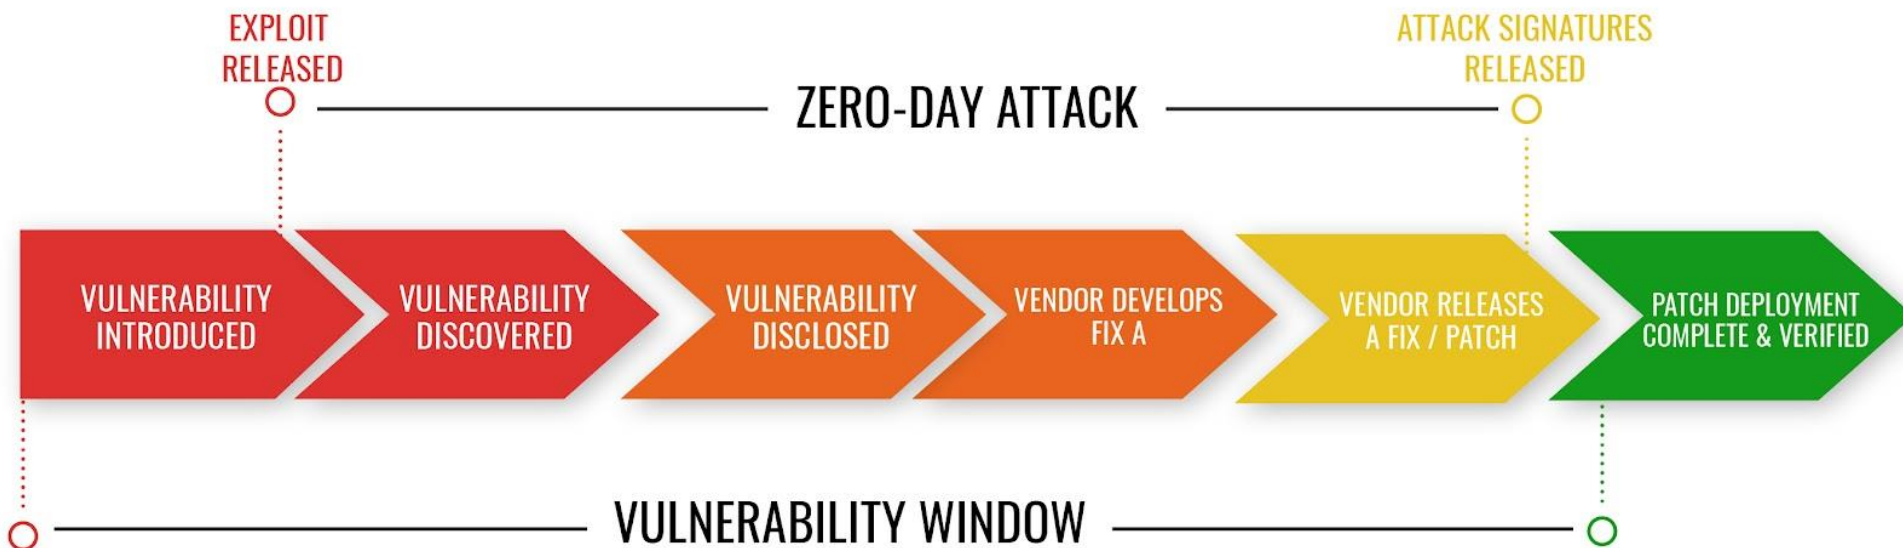 EXPLOIT
RELEASED
ATTACK SIGNATURES
RELEASED
ZERO-DAY ATTACK
VULNERABILITY
INTRODUCED
VULNERABILITY
DISCOVERED
VULNERABILITY
DISCLOSED
VENDOR DEVELOPS
FIX A
VENDOR RELEASES
A FIX / PATCH
PATCH DEPLOYMENT
COMPLETE & VERIFIED
VULNERABILITY WINDOW